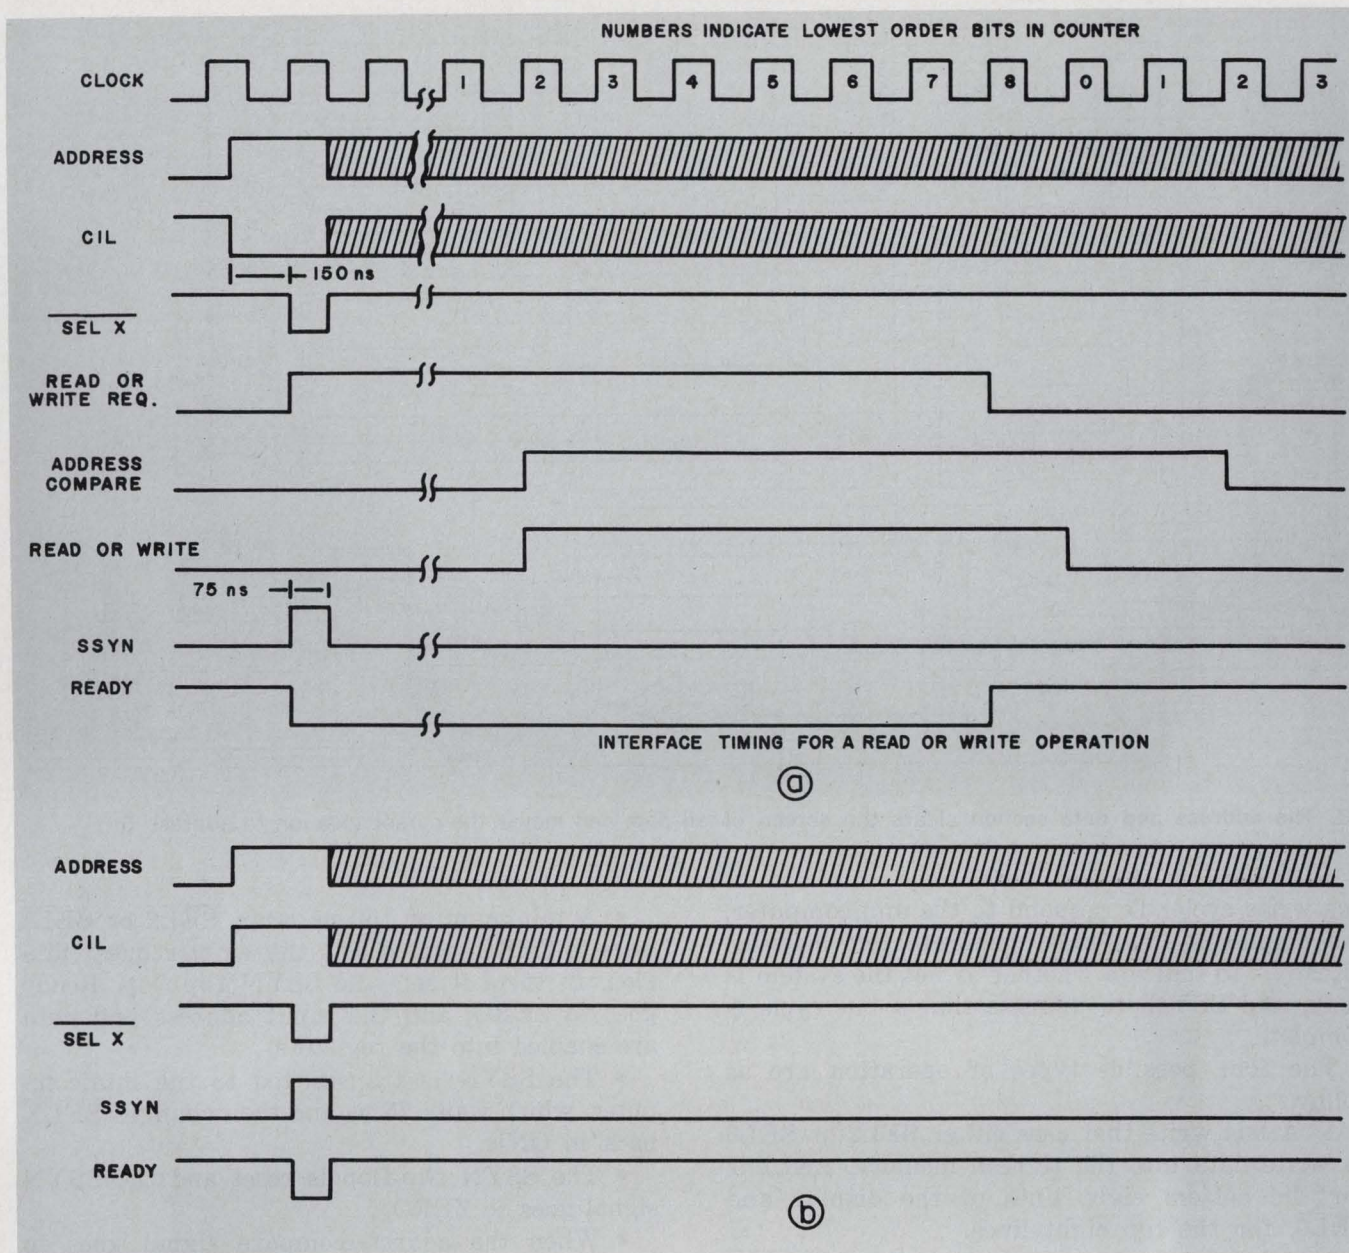 NUMBERS INDICATE LOWEST ORDER BITS IN COUNTER
CLOCK
1 2 3 4 5 6 7 8 0 1 2 3
ADDRESS
CIL
150 ns
SEL X
READ OR
WRITE REQ.
ADDRESS
COMPARE
READ OR WRITE
75 ns
SSYN
READY
INTERFACE TIMING FOR A READ OR WRITE OPERATION
a
ADDRESS
CIL
SEL X
SSYN
READY
b